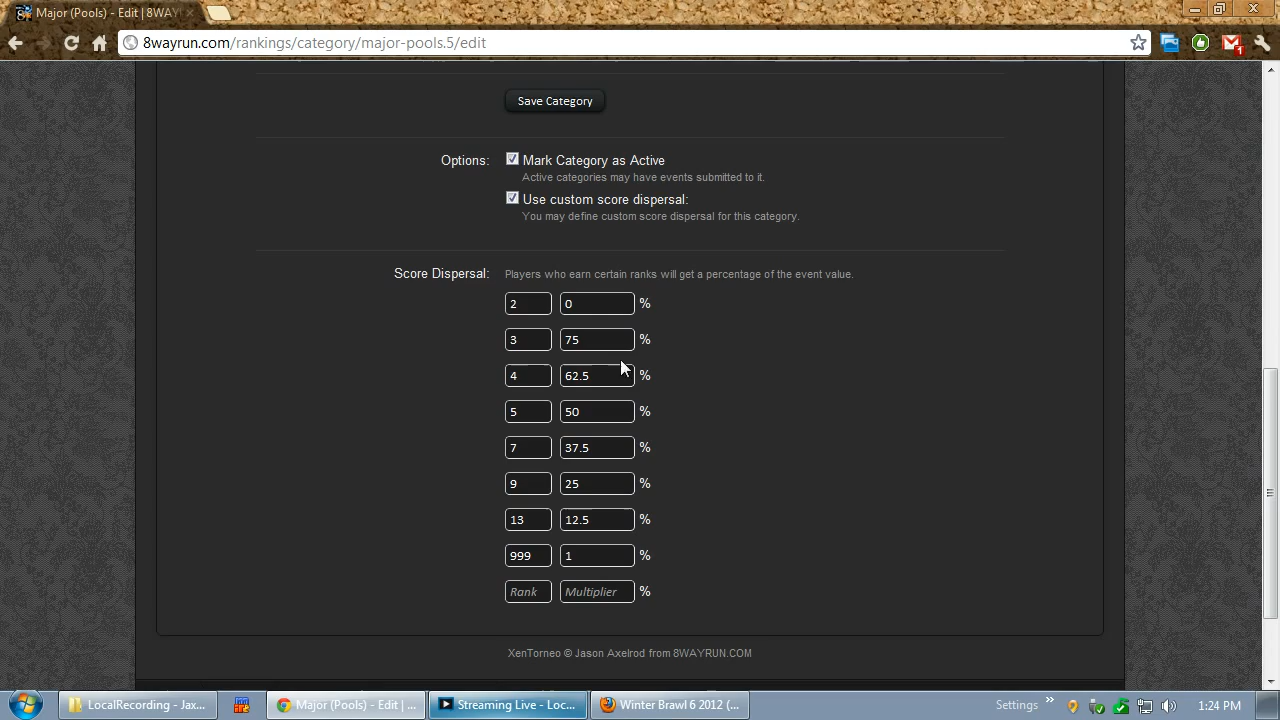 Major (Pools) - Edit | 8WAYR
8wayrun.com/rankings/category/major-pools.5/edit
1
Save Category
Options:
Mark Category as Active
Active categories may have events submitted to it.
Use custom score dispersal:
You may define custom score dispersal for this category.
Score Dispersal:
Players who earn certain ranks will get a percentage of the event value.
2 0 %
3 75 %
4 62.5 %
5 50 %
7 37.5 %
9 25 %
13 12.5 %
999 1 %
Rank Multiplier %
XenTorneo © Jason Axelrod from 8WAYRUN.COM
LocalRecording - Jax... Major (Pools) - Edit | ... Streaming Live - Loc... Winter Brawl 6 2012 (... Settings » 1:24 PM